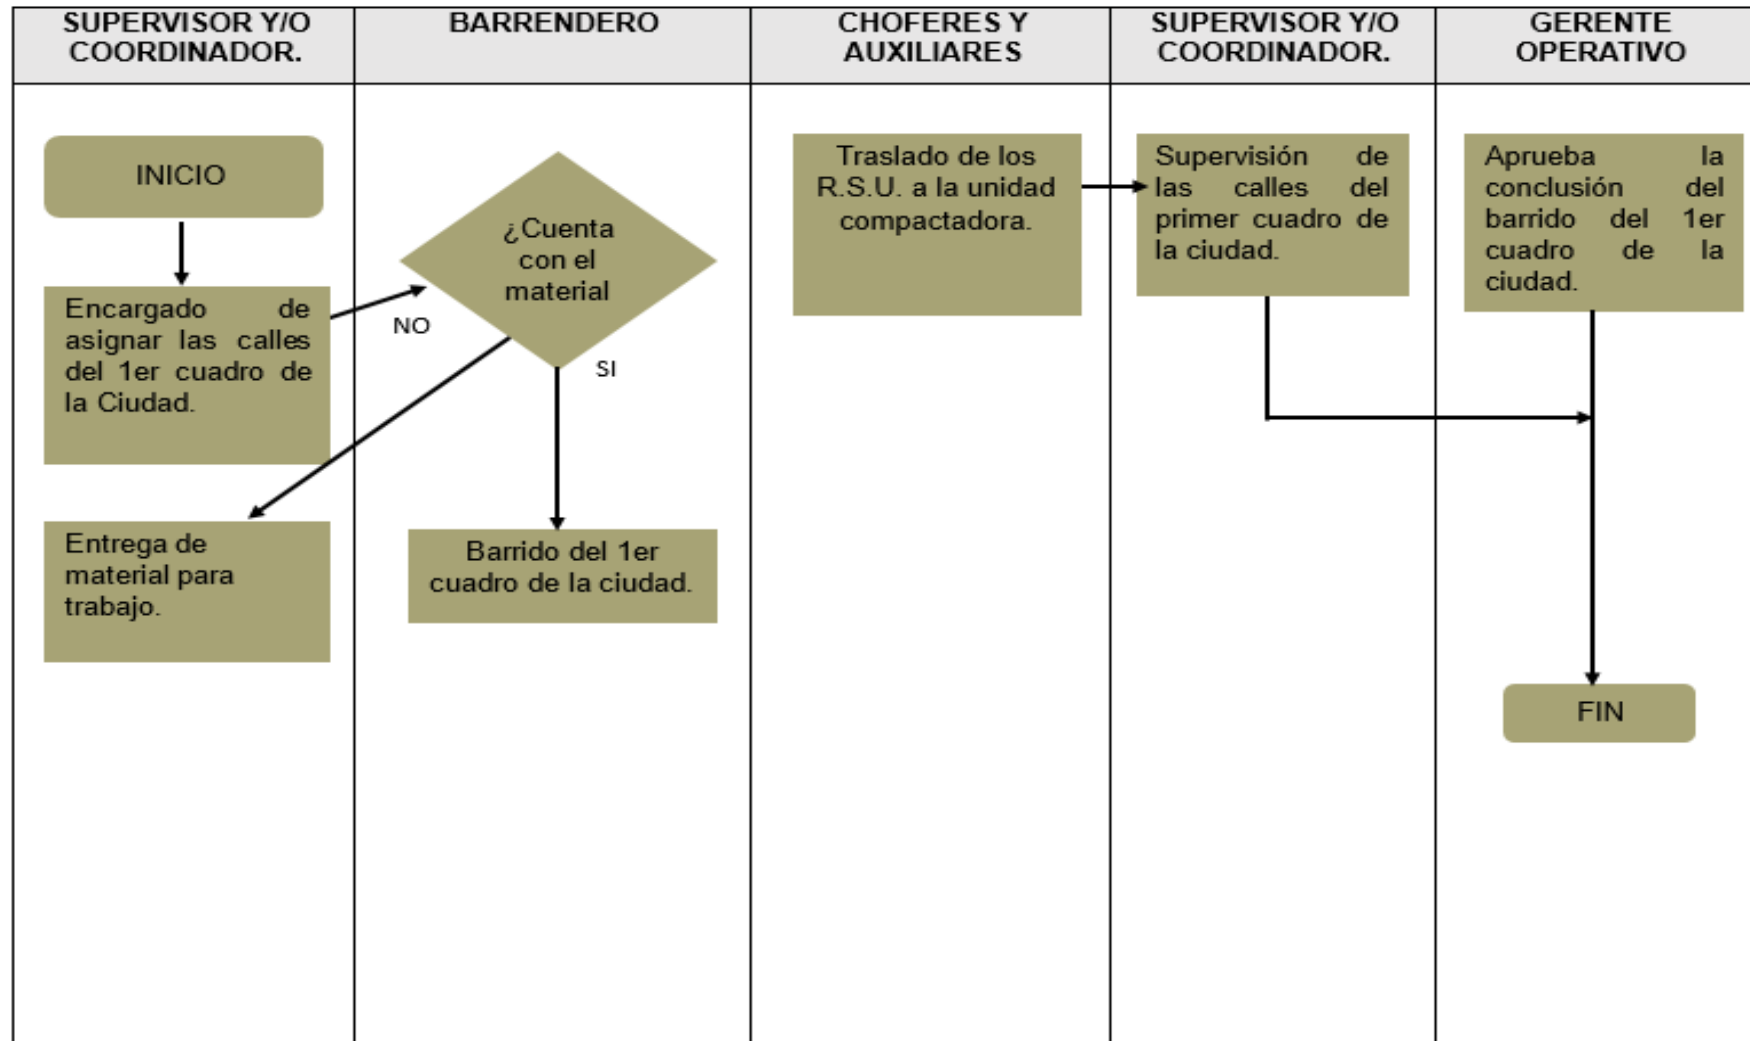 SUPERVISOR Y/O
COORDINADOR.
BARRENDERO
CHOFERES Y
AUXILIARES
SUPERVISOR Y/O
COORDINADOR.
GERENTE
OPERATIVO
INICIO
Encargado de
asignar las calles
del 1er cuadro de
la Ciudad.
Entrega de
material para
trabajo.
¿Cuenta
con el
material
NO
SI
Barrido del 1er
cuadro de la ciudad.
Traslado de los
R.S.U. a la unidad
compactadora.
Supervisión de
las calles del
primer cuadro de
la ciudad.
Aprueba la
conclusión del
barrido del 1er
cuadro de la
ciudad.
FIN